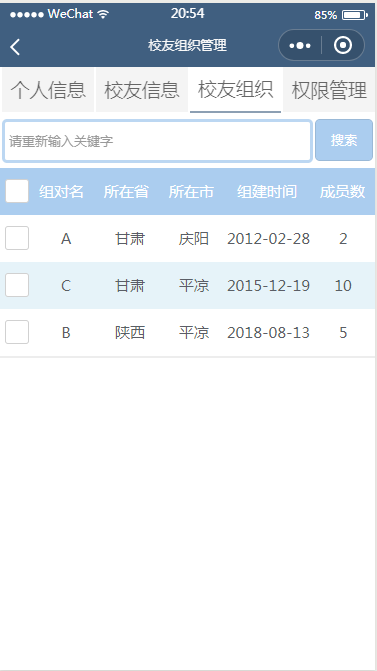 WeChat 20:54 85%
校友组织管理
个人信息 校友信息 校友组织 权限管理
请重新输入关键字 搜索
组对名 所在省 所在市 组建时间 成员数
A 甘肃 庆阳 2012-02-28 2
C 甘肃 平凉 2015-12-19 10
B 陕西 平凉 2018-08-13 5